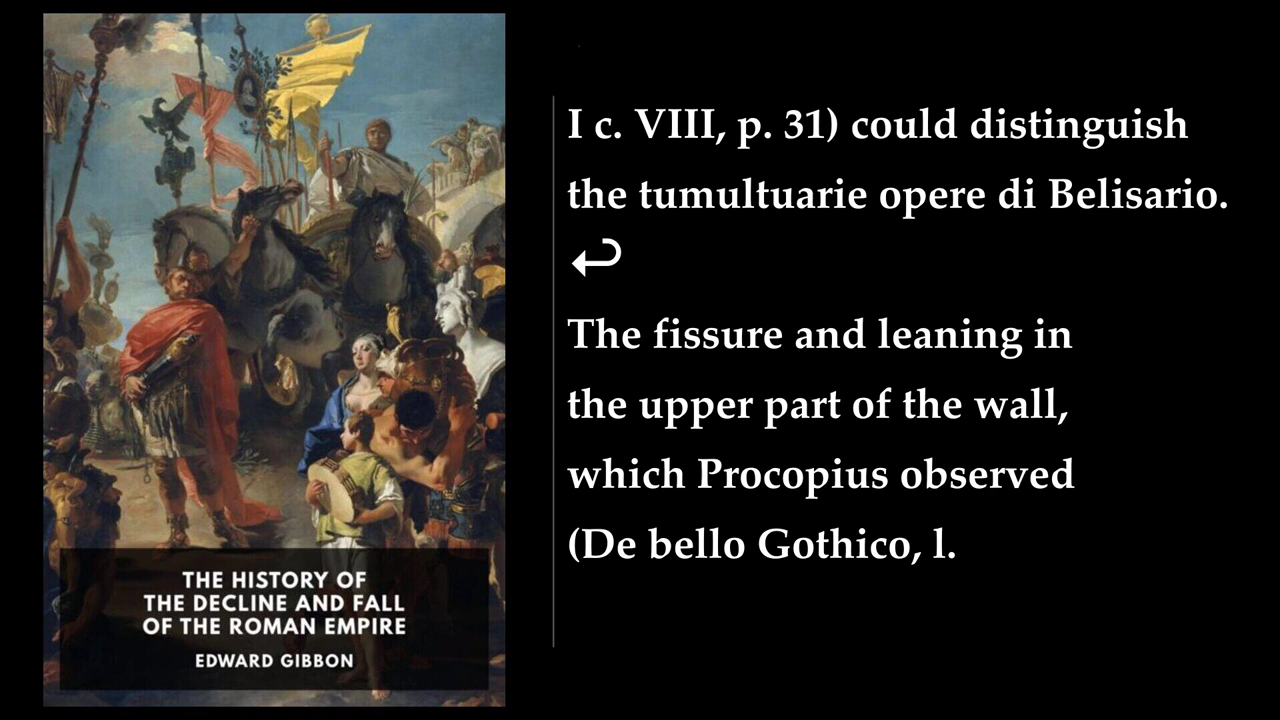 THE HISTORY OF
THE DECLINE AND FALL
OF THE ROMAN EMPIRE
EDWARD GIBBON
I c. VIII, p. 31) could distinguish
the tumultuarie opere di Belisario.
↩
The fissure and leaning in
the upper part of the wall,
which Procopius observed
(De bello Gothico, l.